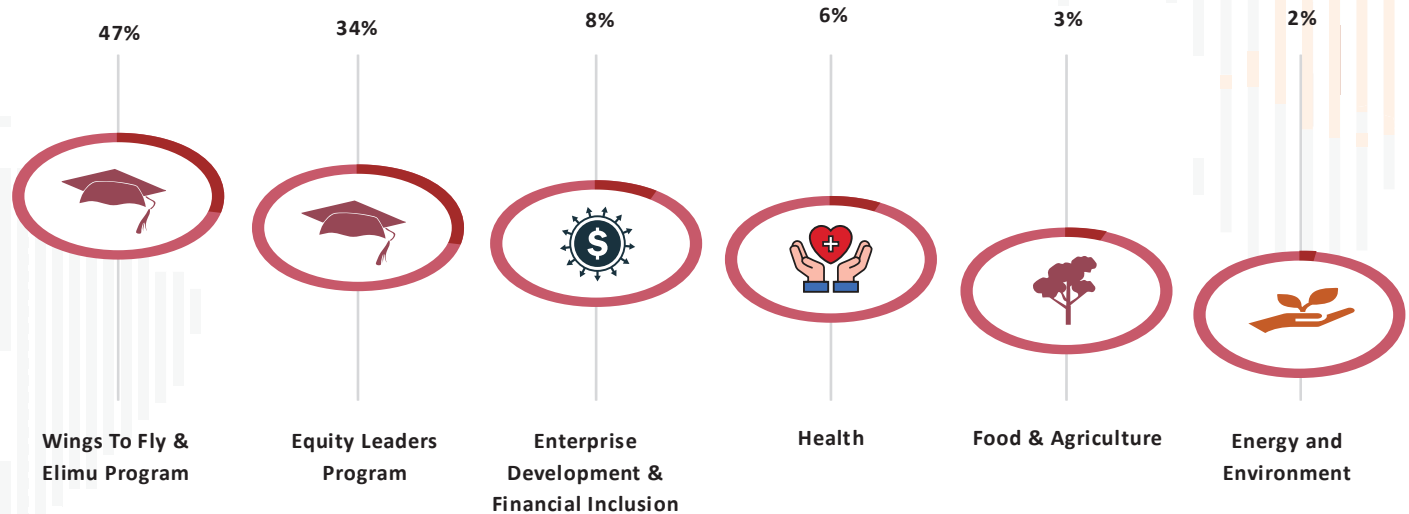 47%
34%
8%
6%
3%
2%
$
Wings To Fly &
Elimu Program
Equity Leaders
Program
Enterprise
Development &
Financial Inclusion
Health
Food & Agriculture
Energy and
Environment